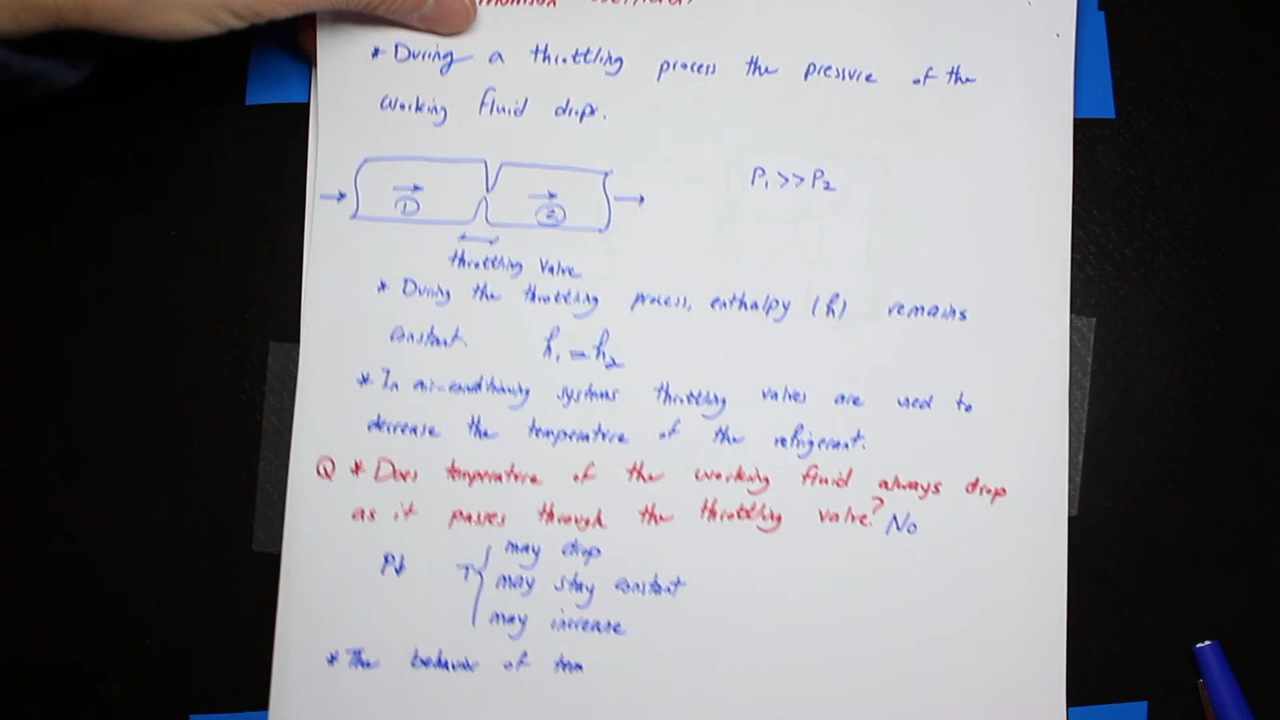 Thomson
* During a throttling process the pressure of the
working fluid drops.
P₁ >> P₂
① ②
throttling valve
* During the throttling process, enthalpy (h) remains
constant. h₁ = h₂
* In air-conditioning systems throttling valves are used to
decrease the temperature of the refrigerant.
Q * Does temperature of the working fluid always drop
as it passes through the throttling valve? No
may drop
P↓ T may stay constant
may increase
* The behavior of tem